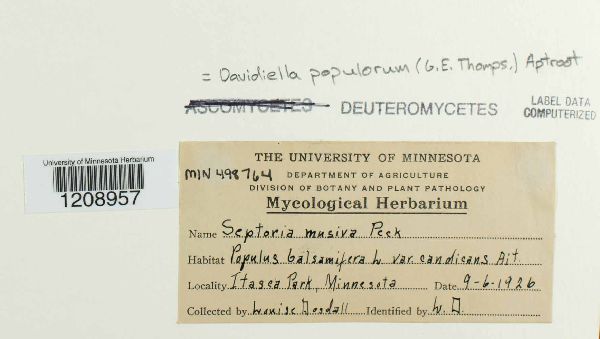 = Davidiella populorum (G.E. Thomps.) Aptroot
ASCOMYCETES DEUTEROMYCETES
LABEL DATA
COMPUTERIZED
University of Minnesota Herbarium
1208957
THE UNIVERSITY OF MINNESOTA
MIN 498764
DEPARTMENT OF AGRICULTURE
DIVISION OF BOTANY AND PLANT PATHOLOGY
Mycological Herbarium
Name Septoria musiva Peck
Habitat Populus balsamifera L var. candicans Ait
Locality Itasca Park, Minnesota Date 9-6-1926
Collected by Louise Dosdall Identified by L. D.